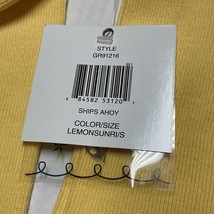 STYLE
GR91216
84582 53120
SHIPS AHOY
COLOR/SIZE
LEMONSUNRI/S